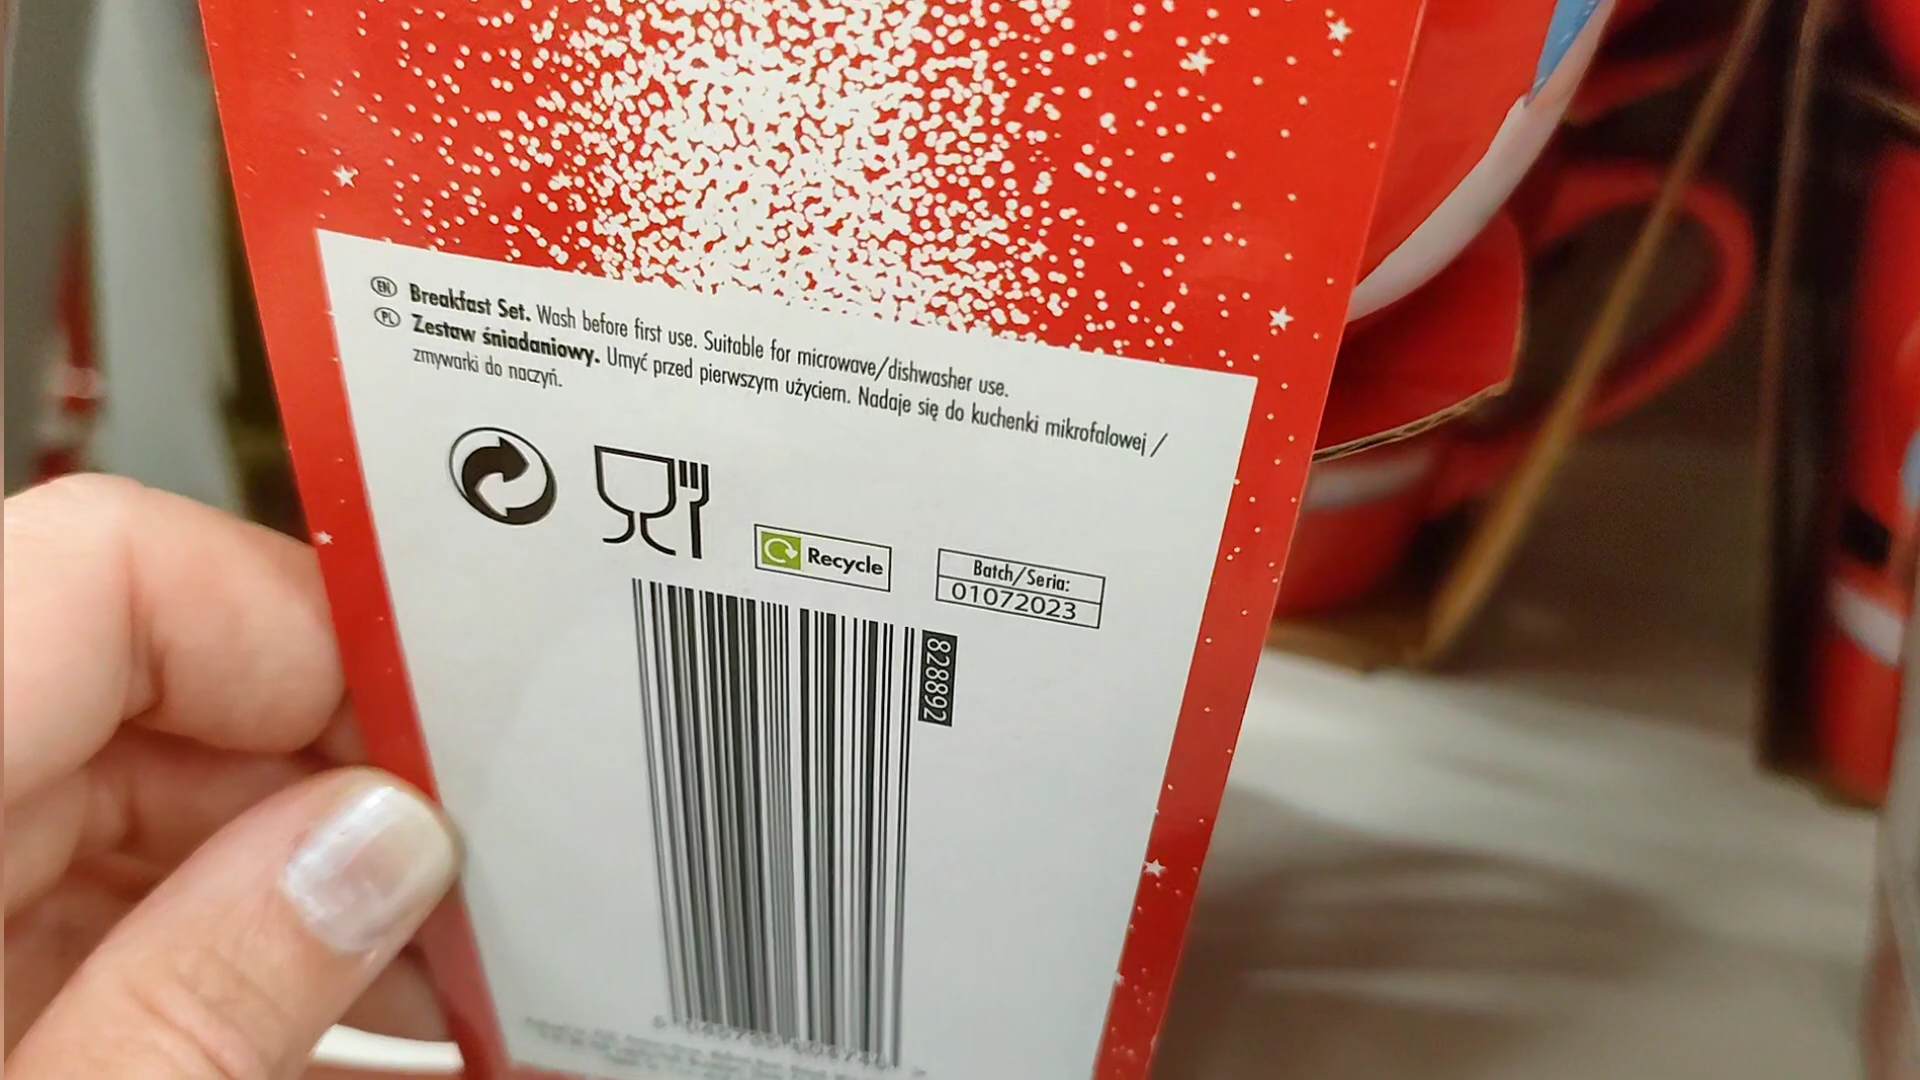 EN Breakfast Set. Wash before first use. Suitable for microwave/dishwasher use.
PL Zestaw śniadaniowy. Umyć przed pierwszym użyciem. Nadaje się do kuchenki mikrofalowej /
zmywarki do naczyń.
Recycle
Batch/Seria:
01072023
828892